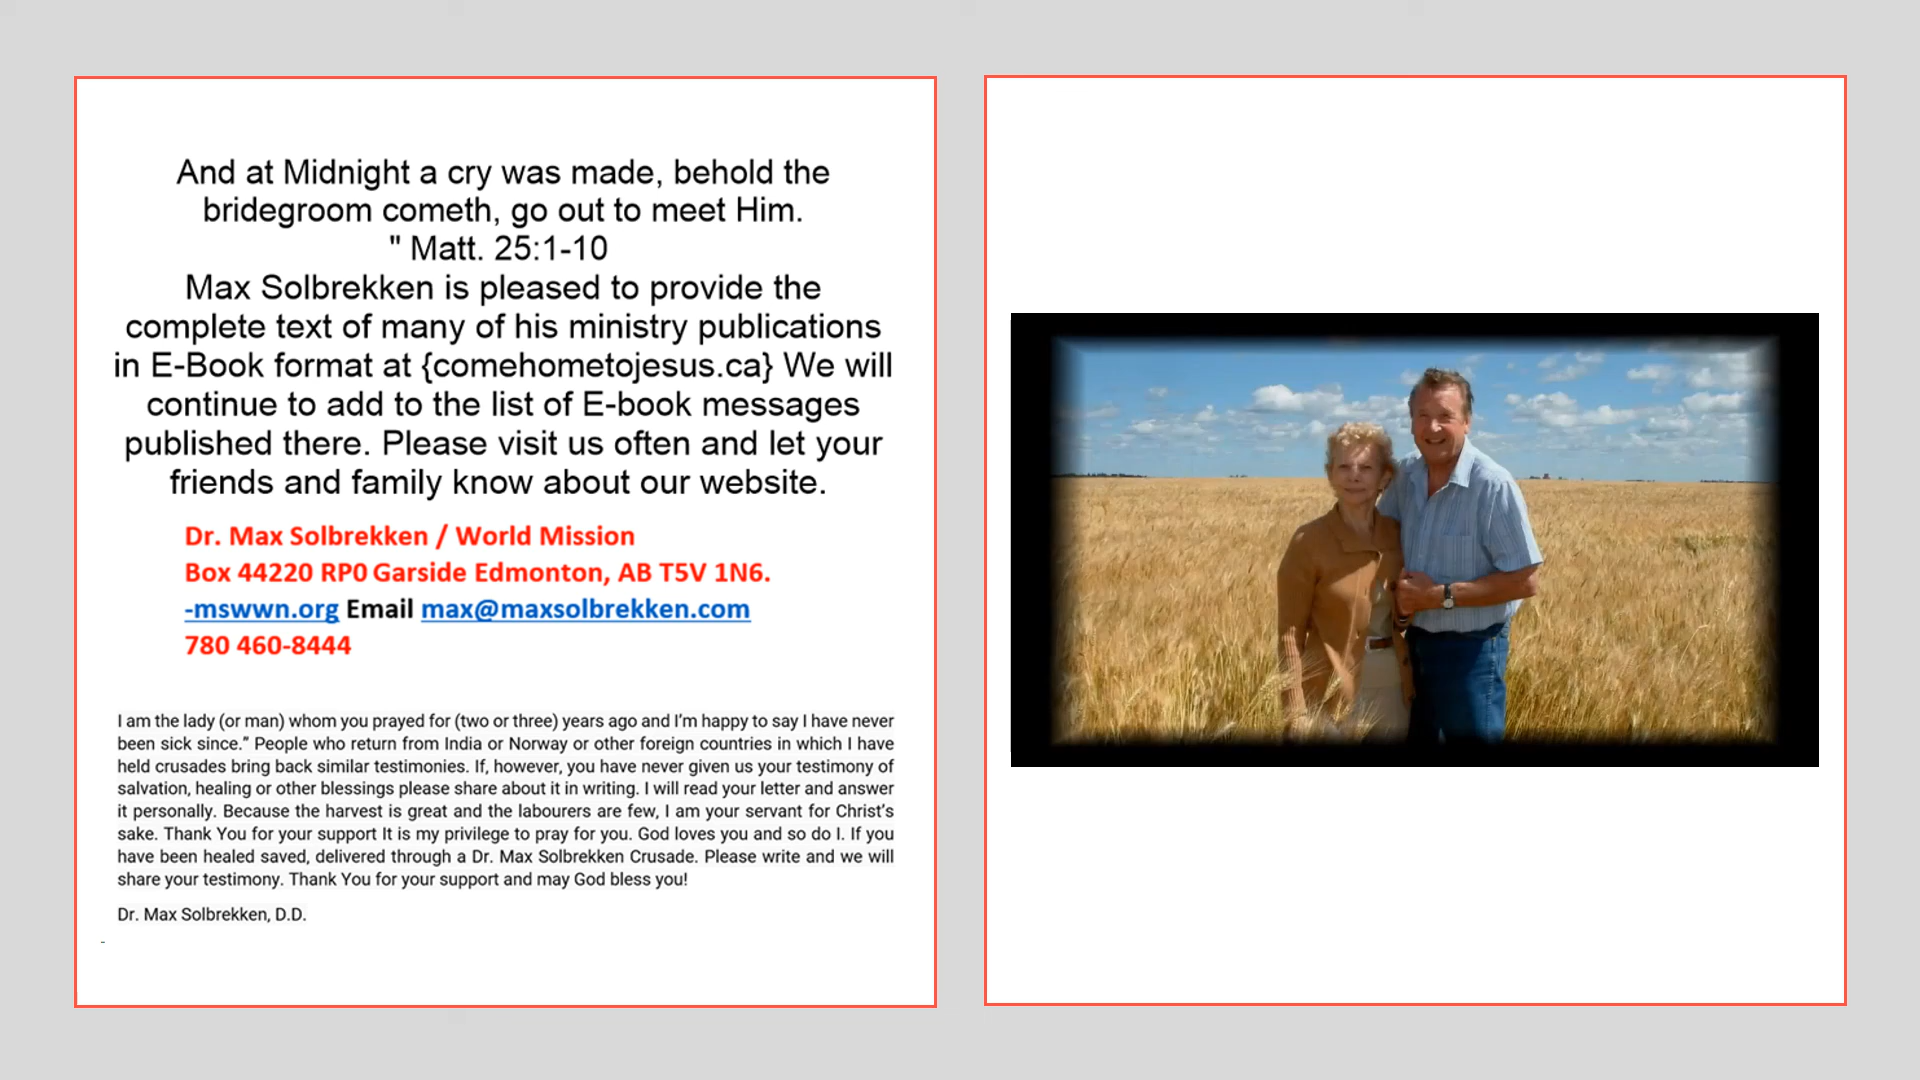 And at Midnight a cry was made, behold the
bridegroom cometh, go out to meet Him.
" Matt. 25:1-10
Max Solbrekken is pleased to provide the
complete text of many of his ministry publications
in E-Book format at {comehometojesus.ca} We will
continue to add to the list of E-book messages
published there. Please visit us often and let your
friends and family know about our website.
Dr. Max Solbrekken / World Mission
Box 44220 RP0 Garside Edmonton, AB T5V 1N6.
-mswwn.org Email max@maxsolbrekken.com
780 460-8444
I am the lady (or man) whom you prayed for (two or three) years ago and I’m happy to say I have never
been sick since.” People who return from India or Norway or other foreign countries in which I have
held crusades bring back similar testimonies. If, however, you have never given us your testimony of
salvation, healing or other blessings please share about it in writing. I will read your letter and answer
it personally. Because the harvest is great and the labourers are few, I am your servant for Christ’s
sake. Thank You for your support It is my privilege to pray for you. God loves you and so do I. If you
have been healed saved, delivered through a Dr. Max Solbrekken Crusade. Please write and we will
share your testimony. Thank You for your support and may God bless you!
Dr. Max Solbrekken, D.D.
-